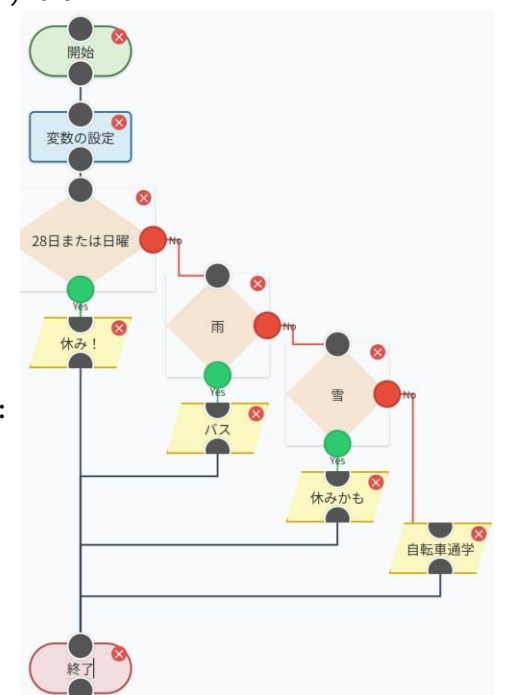 開始
変数の設定
28日または日曜
No
Yes
休み！
雨
No
Yes
バス
雪
No
Yes
休みかも
自転車通学
終了
: